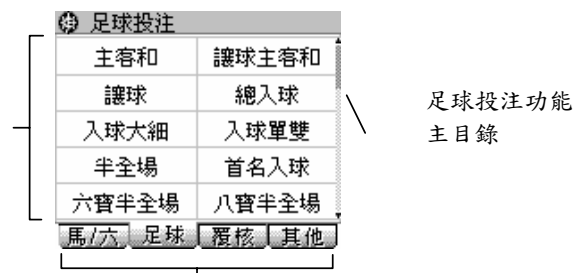 足球投注
主客和 讓球主客和
讓球 總入球
入球大細 入球單雙
半全場 首名入球
六寶半全場 八寶半全場
馬/六 足球 覆核 其他
足球投注功能
主目錄